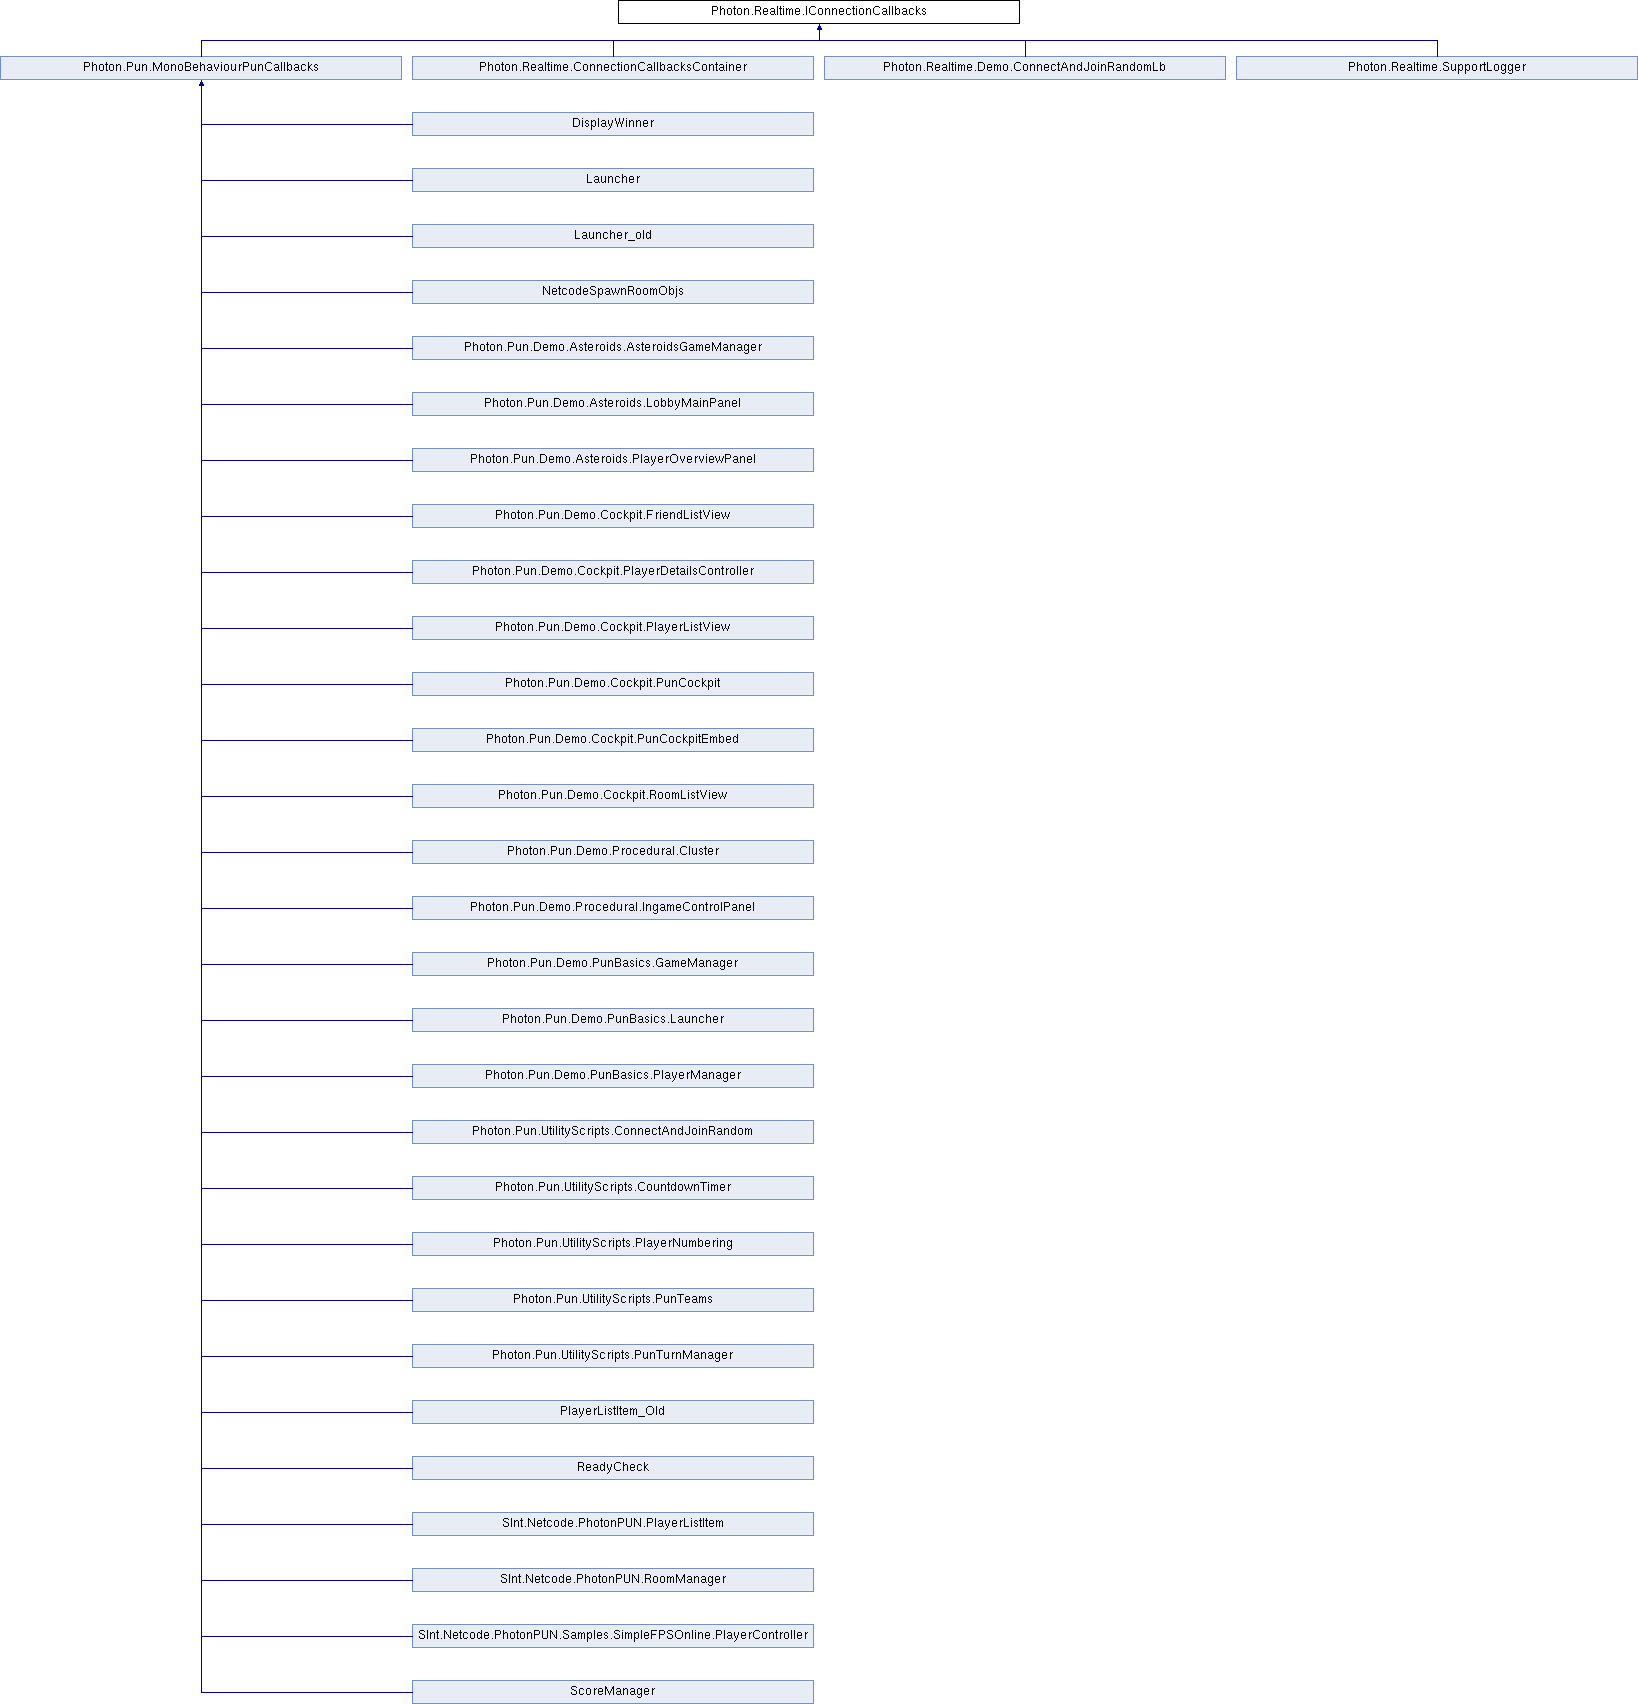 Photon.Realtime.IConnectionCallbacks
Photon.Pun.MonoBehaviourPunCallbacks
Photon.Realtime.ConnectionCallbacksContainer
Photon.Realtime.Demo.ConnectAndJoinRandomLb
Photon.Realtime.SupportLogger
DisplayWinner
Launcher
Launcher_old
NetcodeSpawnRoomObjs
Photon.Pun.Demo.Asteroids.AsteroidsGameManager
Photon.Pun.Demo.Asteroids.LobbyMainPanel
Photon.Pun.Demo.Asteroids.PlayerOverviewPanel
Photon.Pun.Demo.Cockpit.FriendListView
Photon.Pun.Demo.Cockpit.PlayerDetailsController
Photon.Pun.Demo.Cockpit.PlayerListView
Photon.Pun.Demo.Cockpit.PunCockpit
Photon.Pun.Demo.Cockpit.PunCockpitEmbed
Photon.Pun.Demo.Cockpit.RoomListView
Photon.Pun.Demo.Procedural.Cluster
Photon.Pun.Demo.Procedural.IngameControlPanel
Photon.Pun.Demo.PunBasics.GameManager
Photon.Pun.Demo.PunBasics.Launcher
Photon.Pun.Demo.PunBasics.PlayerManager
Photon.Pun.UtilityScripts.ConnectAndJoinRandom
Photon.Pun.UtilityScripts.CountdownTimer
Photon.Pun.UtilityScripts.PlayerNumbering
Photon.Pun.UtilityScripts.PunTeams
Photon.Pun.UtilityScripts.PunTurnManager
PlayerListItem_Old
ReadyCheck
SInt.Netcode.PhotonPUN.PlayerListItem
SInt.Netcode.PhotonPUN.RoomManager
SInt.Netcode.PhotonPUN.Samples.SimpleFPSOnline.PlayerController
ScoreManager